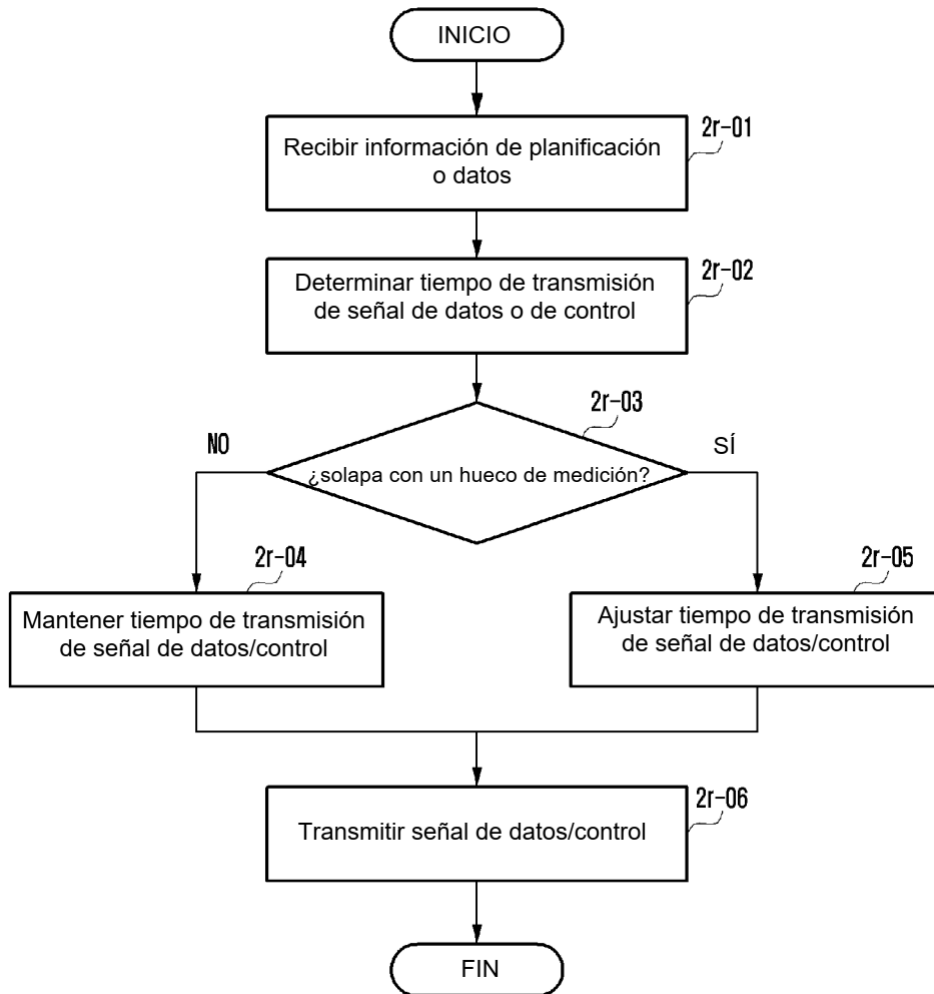 INICIO
2r-01
Recibir información de planificación
o datos
2r-02
Determinar tiempo de transmisión
de señal de datos o de control
2r-03
NO
SÍ
¿solapa con un hueco de medición?
2r-04
2r-05
Mantener tiempo de transmisión
de señal de datos/control
Ajustar tiempo de transmisión
de señal de datos/control
2r-06
Transmitir señal de datos/control
FIN